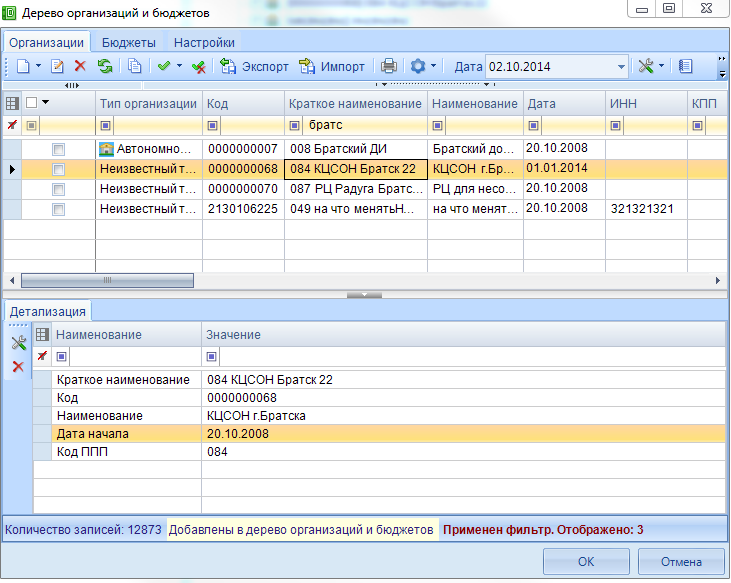 Дерево организаций и бюджетов
Организации Бюджеты Настройки
Экспорт Импорт Дата 02.10.2014
Тип организации Код Краткое наименование Наименование Дата ИНН КПП
братс
Автономно... 0000000007 008 Братский ДИ Братский до... 20.10.2008
Неизвестный т... 0000000068 084 КЦСОН Братск 22 КЦСОН г.Бр... 01.01.2014
Неизвестный т... 0000000070 087 РЦ Радуга Братс... РЦ для несо... 20.10.2008
Неизвестный т... 2130106225 049 на что менятьН... на что менят... 20.10.2008 321321321
Детализация
Наименование Значение
Краткое наименование 084 КЦСОН Братск 22
Код 0000000068
Наименование КЦСОН г.Братска
Дата начала 20.10.2008
Код ППП 084
Количество записей: 12873 Добавлены в дерево организаций и бюджетов Применен фильтр. Отображено: 3
OK Отмена